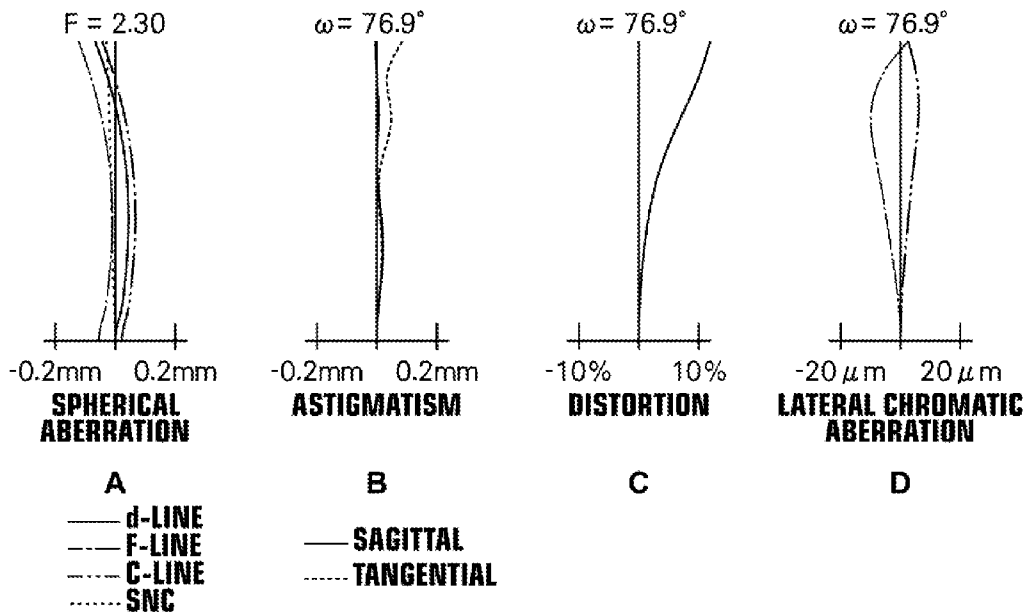 F = 2.30
ω = 76.9°
ω = 76.9°
ω = 76.9°
-0.2mm 0.2mm
-0.2mm 0.2mm
-10% 10%
-20 μm 20 μm
SPHERICAL
ABERRATION
ASTIGMATISM
DISTORTION
LATERAL CHROMATIC
ABERRATION
A
B
C
D
d-LINE
F-LINE
C-LINE
SNC
SAGITTAL
TANGENTIAL